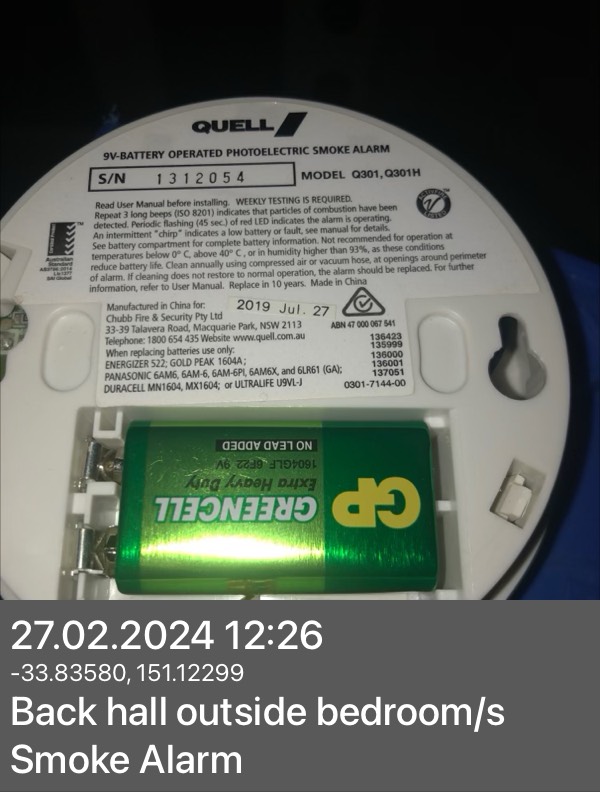 QUELL
9V-BATTERY OPERATED PHOTOELECTRIC SMOKE ALARM
S/N 1312054 MODEL Q301, Q301H
Read User Manual before installing. WEEKLY TESTING IS REQUIRED.
Repeat 3 long beeps (ISO 8201) indicates that particles of combustion have been
detected. Periodic flashing (45 sec.) of red LED indicates the alarm is operating.
An intermittent "chip" indicates a low battery or fault, see manual for details.
See battery compartment for complete battery information. Not recommended for operation at
temperatures below 0° C, above 40° C, or in humidity higher than 93%, as these conditions
reduce battery life. Clean annually using compressed air or vacuum hose, at openings around perimeter
of alarm. If cleaning does not restore to normal operation, the alarm should be replaced. For further
information, refer to User Manual. Replace in 10 years. Made in China
Australian
Standard
Manufactured in China for: 2019 Jul. 27
Chubb Fire & Security Pty Ltd
33-39 Talavera Road, Macquarie Park, NSW 2113 ABN 47 000 067 541
Telephone: 1800 654 435 Website www.quell.com.au
When replacing batteries use only:
ENERGIZER 522; GOLD PEAK 1604A;
PANASONIC 6AM6, 6AM-6, 6AM-6PI, 6AM6X, and 6LR61 (GA);
DURACELL MN1604, MX1604; or ULTRALIFE U9VL-J
136423
135999
136000
136001
137051
0301-7144-00
GP
GREENCELL
Extra Heavy Duty
1604GLF 6F22 9V
NO LEAD ADDED
27.02.2024 12:26
-33.83580, 151.12299
Back hall outside bedroom/s
Smoke Alarm